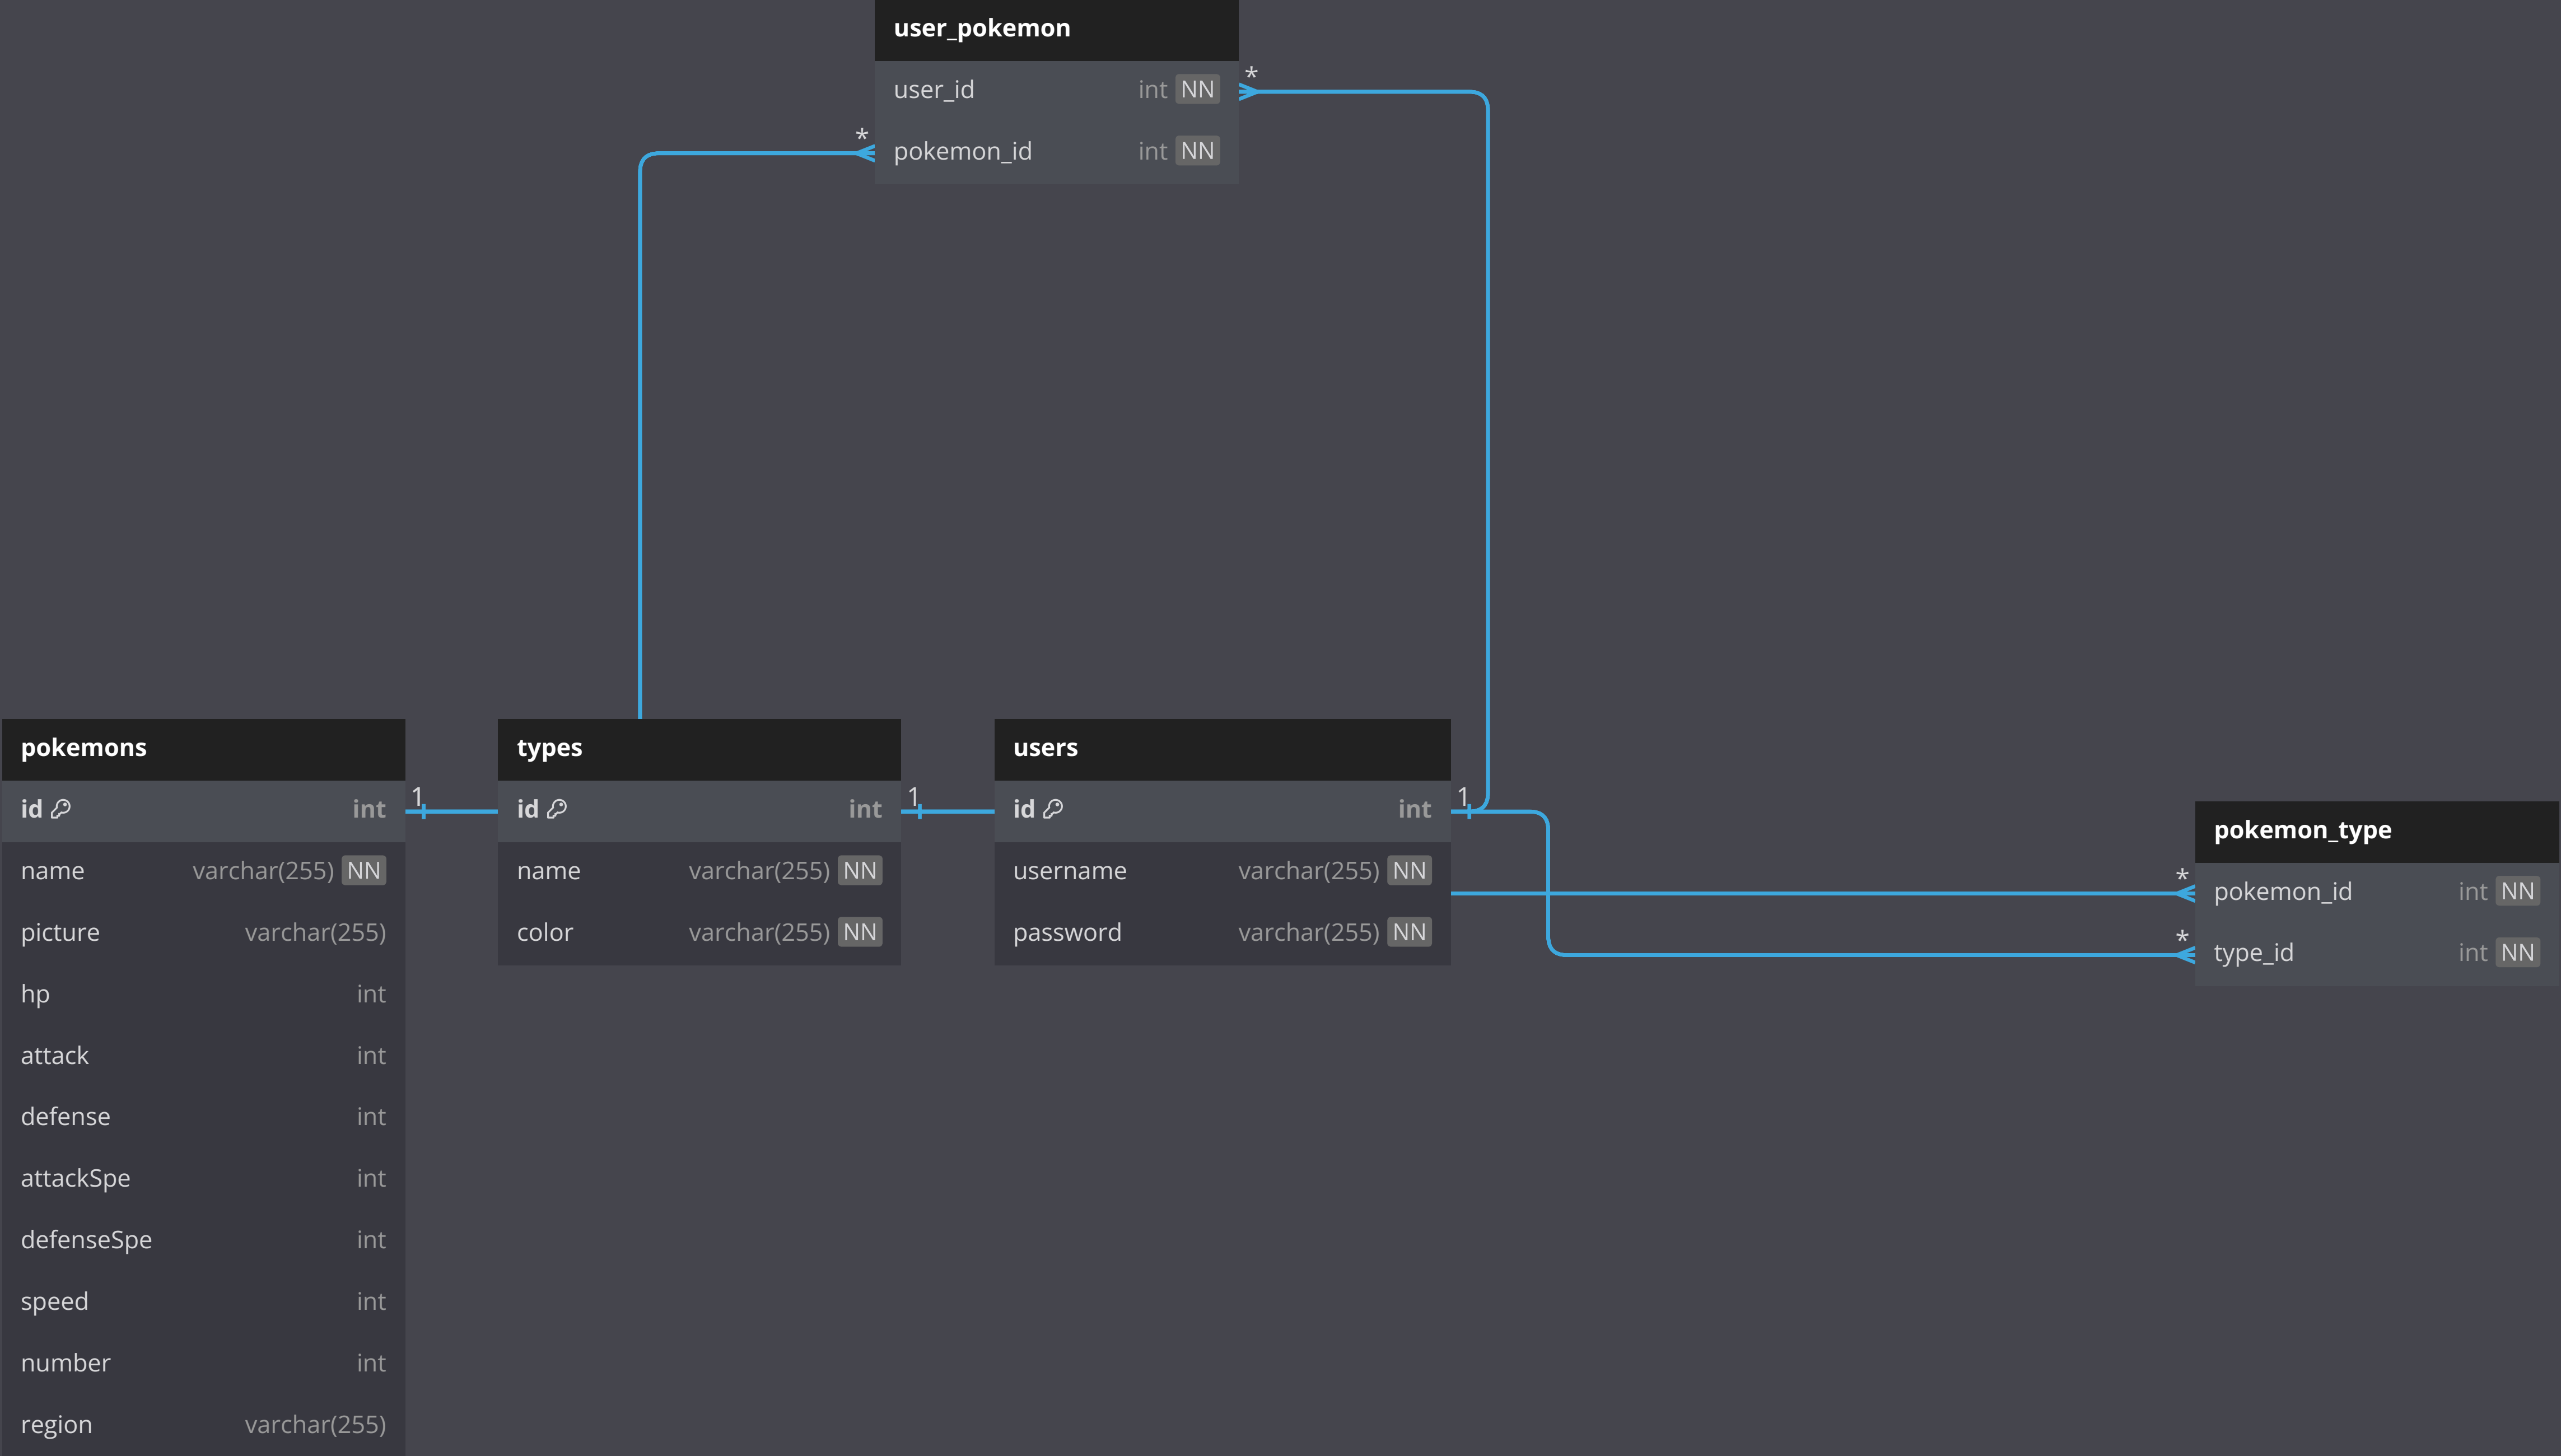 user_pokemon
user_id int NN *
* pokemon_id int NN
pokemons
id int 1
name varchar(255) NN
picture varchar(255)
hp int
attack int
defense int
attackSpe int
defenseSpe int
speed int
number int
region varchar(255)
types
id int 1
name varchar(255) NN
color varchar(255) NN
users
id int 1
username varchar(255) NN
password varchar(255) NN
pokemon_type
* pokemon_id int NN
* type_id int NN